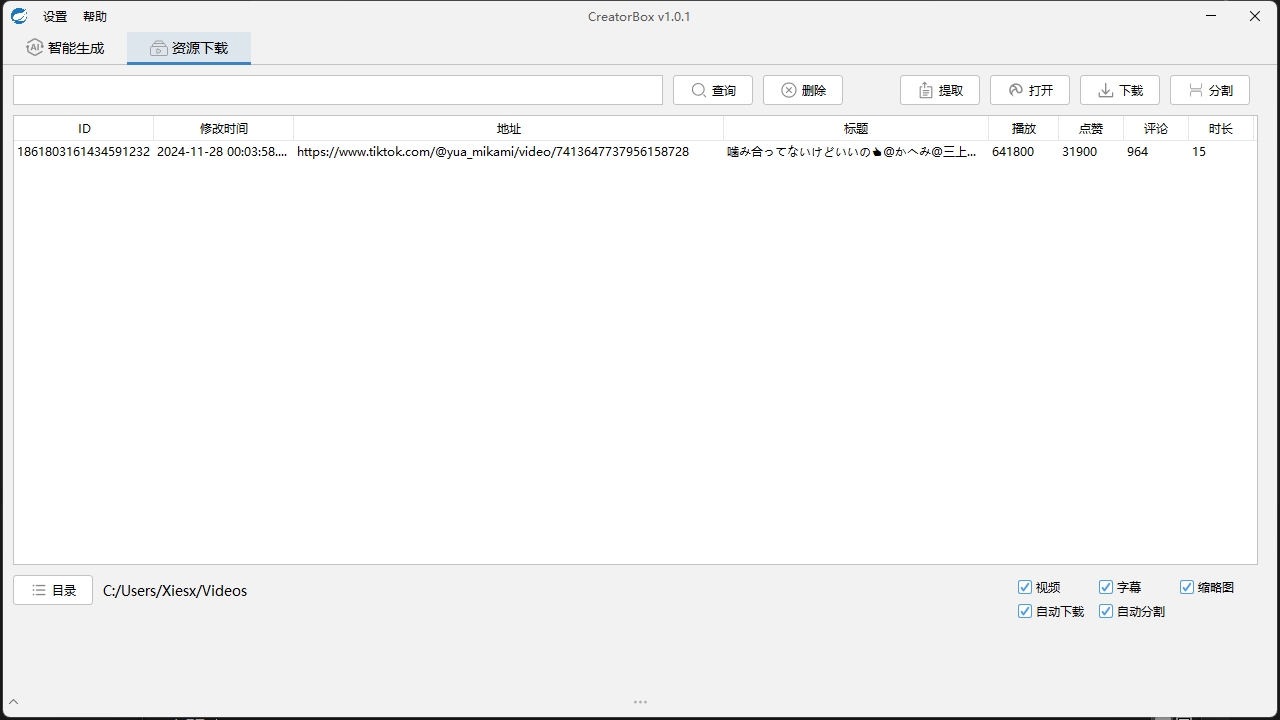 设置 帮助 CreatorBox v1.0.1
智能生成 资源下载
查询 删除 提取 打开 下载 分割
ID 修改时间 地址 标题 播放 点赞 评论 时长
1861803161434591232 2024-11-28 00:03:58.... https://www.tiktok.com/@yua_mikami/video/7413647737956158728 噛み合ってないけどいいの👆@かへみ@三上... 641800 31900 964 15
目录 C:/Users/Xiesx/Videos 视频 字幕 缩略图
自动下载 自动分割